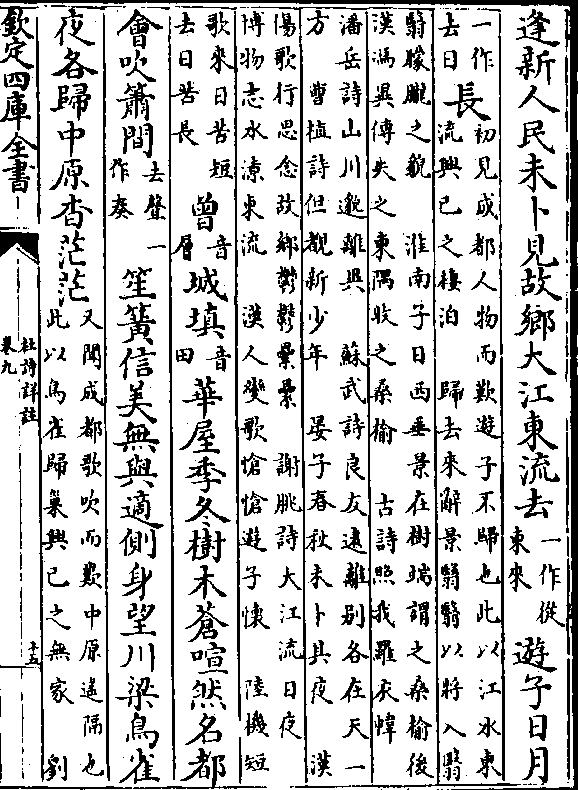 逢新人民未卜見故鄉大江東流去一作從東來遊子日月
一作去日長初見成都人物而歎遊子不歸也此以江水東
流興己之棲泊　歸去來辭景翳翳以將入翳
翳朦朧之貌　淮南子日西垂景在樹端謂之桑榆後
漢馮異傳失之東隅收之桑榆　古詩照我羅牀幃
潘岳詩山川邈離異　蘇武詩良友遠離別各在天一
方　曹植詩但覩新少年　晏子春秋未卜其夜　漢
傷歌行思念故鄉鬱鬱纍纍　謝朓詩大江流日夜
博物志水潦東流　漢人變歌愴愴遊子懷　陸機短
歌來日苦短
去日苦長曾音層城填音田華屋季冬樹木蒼喧然名都
會吹簫間去聲一作奏笙簧信美無與適側身望川梁鳥雀
夜各歸中原杳茫茫又聞成都歌吹而歎中原遙隔也
此以鳥雀歸巢興己之無家　劉
欽定四庫全書
杜詩詳註
卷九
十五